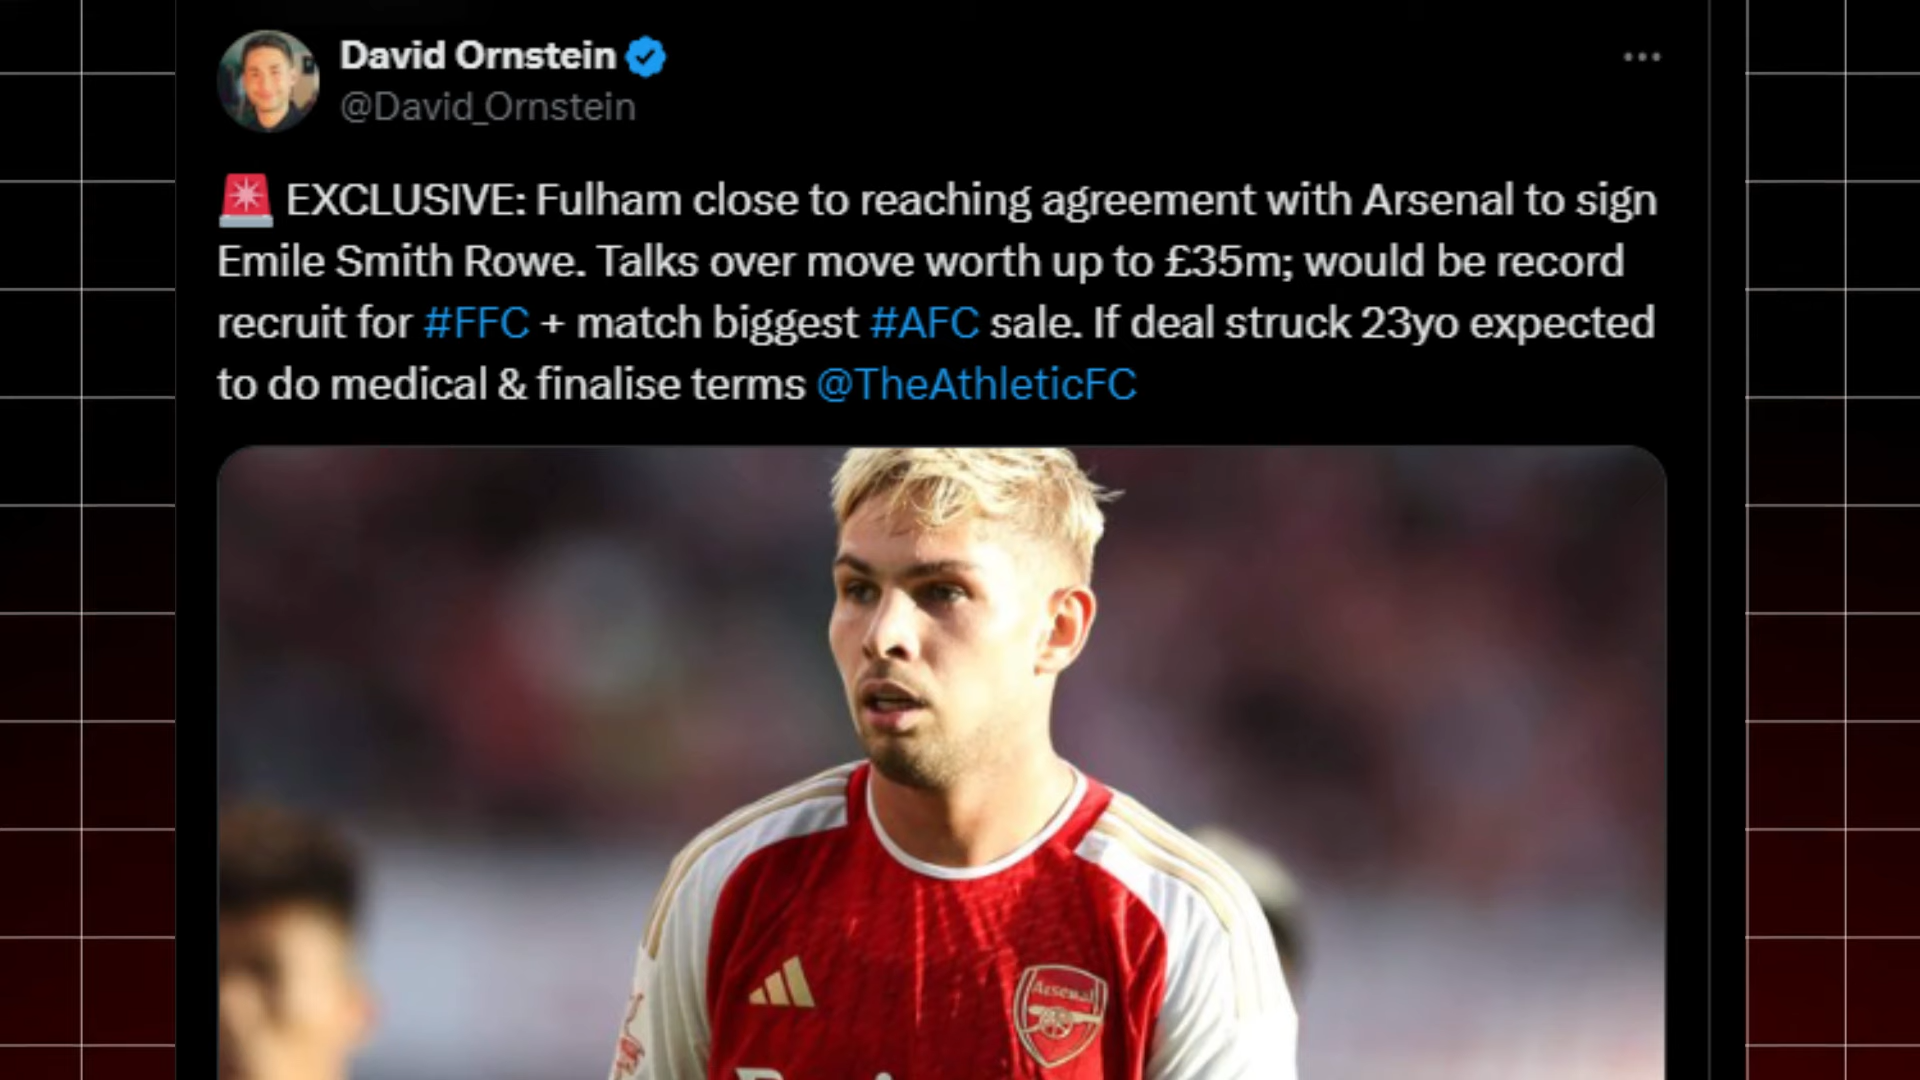 David Ornstein
@David_Ornstein
🚨 EXCLUSIVE: Fulham close to reaching agreement with Arsenal to sign
Emile Smith Rowe. Talks over move worth up to £35m; would be record
recruit for #FFC + match biggest #AFC sale. If deal struck 23yo expected
to do medical & finalise terms @TheAthleticFC
Arsenal